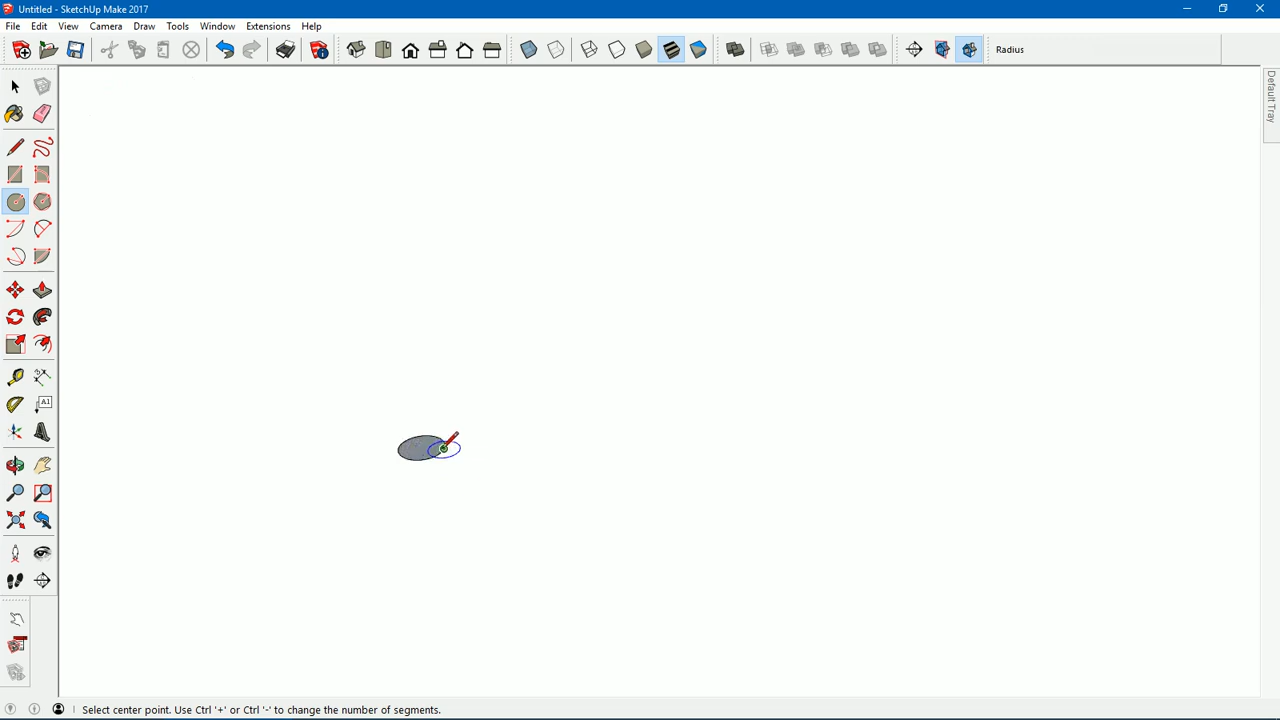 Untitled - SketchUp Make 2017
File Edit View Camera Draw Tools Window Extensions Help
Radius
Default Tray
A1
Select center point. Use Ctrl '+' or Ctrl '-' to change the number of segments.